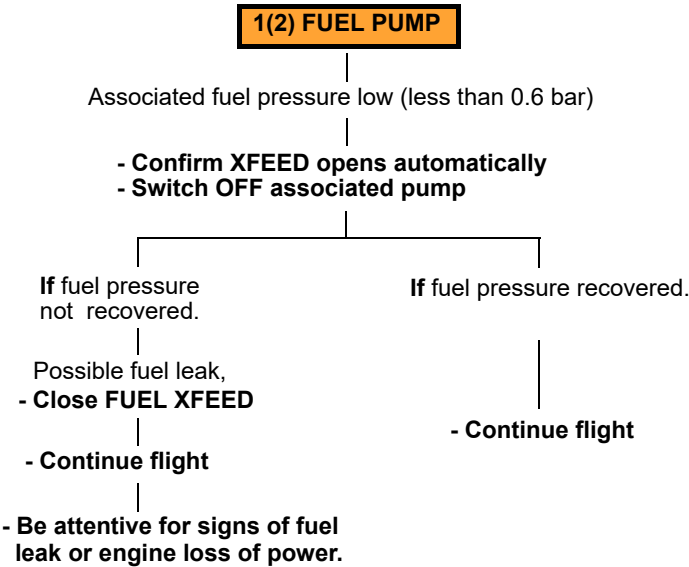 1(2) FUEL PUMP
Associated fuel pressure low (less than 0.6 bar)
- Confirm XFEED opens automatically
- Switch OFF associated pump
If fuel pressure
not recovered.
If fuel pressure recovered.
Possible fuel leak,
- Close FUEL XFEED
- Continue flight
- Continue flight
- Be attentive for signs of fuel
leak or engine loss of power.